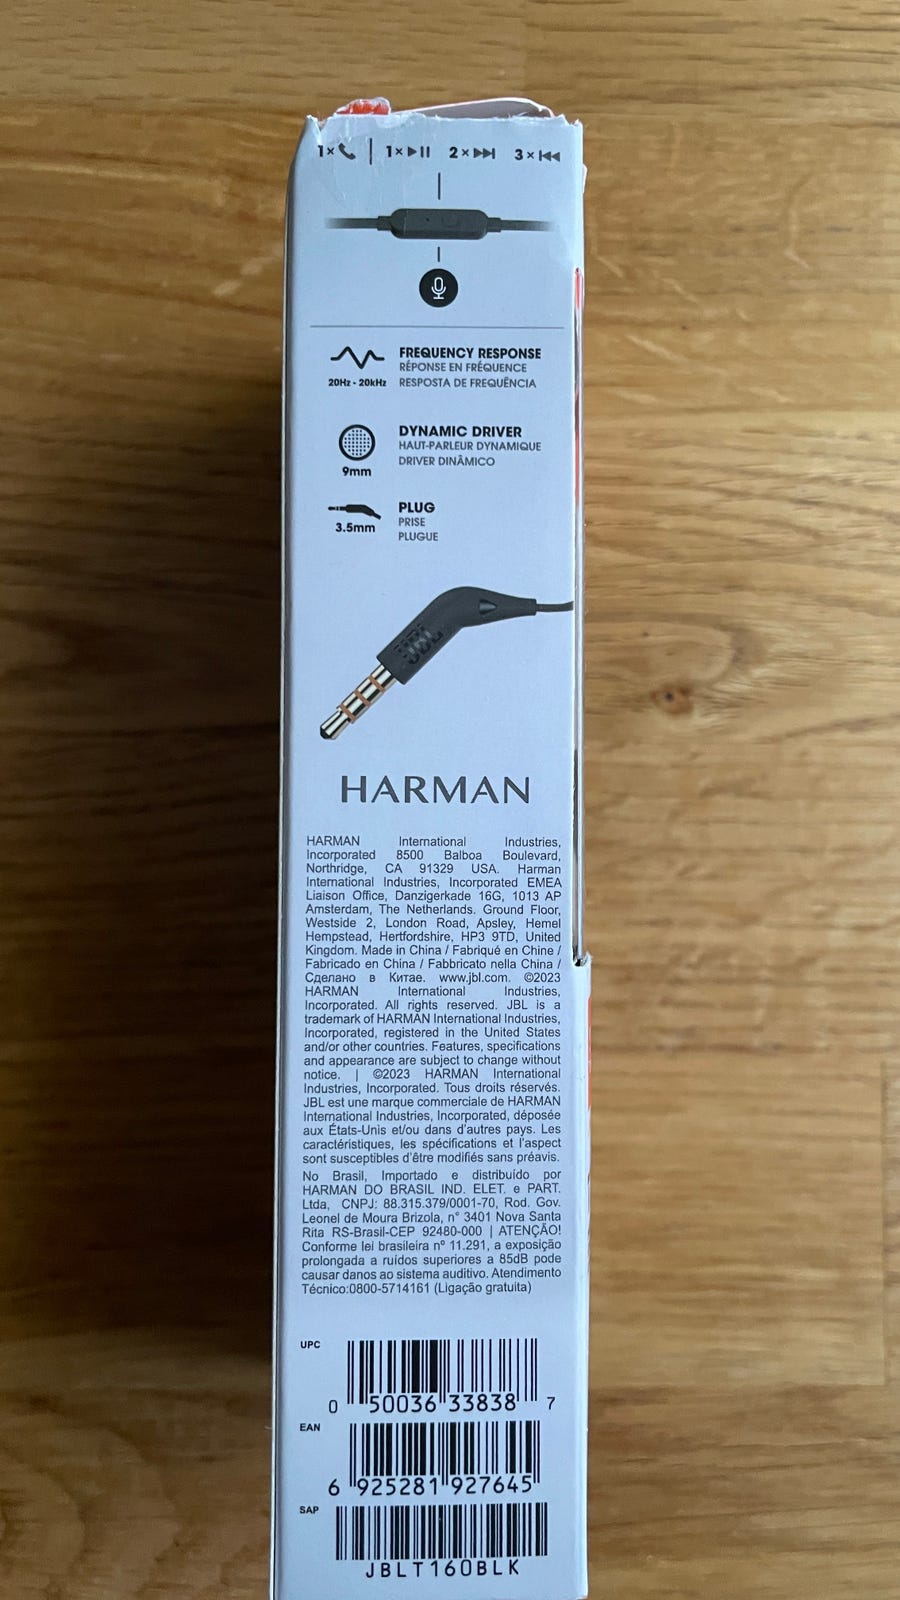 1× | 1× 2× 3×
FREQUENCY RESPONSE
RÉPONSE EN FRÉQUENCE
20Hz - 20kHz RESPOSTA DE FREQUÊNCIA
DYNAMIC DRIVER
HAUT-PARLEUR DYNAMIQUE
DRIVER DINÂMICO
9mm
PLUG
3.5mm PRISE
PLUGUE
JBL
HARMAN
HARMAN International Industries,
Incorporated 8500 Balboa Boulevard,
Northridge, CA 91329 USA. Harman
International Industries, Incorporated EMEA
Liaison Office, Danzigerkade 16G, 1013 AP
Amsterdam, The Netherlands. Ground Floor,
Westside 2, London Road, Apsley, Hemel
Hempstead, Hertfordshire, HP3 9TD, United
Kingdom. Made in China / Fabriqué en Chine /
Fabricado en China / Fabbricato nella China /
Сделано в Китае. www.jbl.com. ©2023
HARMAN International Industries,
Incorporated. All rights reserved. JBL is a
trademark of HARMAN International Industries,
Incorporated, registered in the United States
and/or other countries. Features, specifications
and appearance are subject to change without
notice. | ©2023 HARMAN International
Industries, Incorporated. Tous droits réservés.
JBL est une marque commerciale de HARMAN
International Industries, Incorporated, déposée
aux États-Unis et/ou dans d'autres pays. Les
caractéristiques, les spécifications et l'aspect
sont susceptibles d'être modifiés sans préavis.
No Brasil, Importado e distribuído por
HARMAN DO BRASIL IND. ELET. e PART.
Ltda, CNPJ: 88.315.379/0001-70, Rod. Gov.
Leonel de Moura Brizola, n° 3401 Nova Santa
Rita RS-Brasil-CEP 92480-000 | ATENÇÃO!
Conforme lei brasileira nº 11.291, a exposição
prolongada a ruídos superiores a 85dB pode
causar danos ao sistema auditivo. Atendimento
Técnico:0800-5714161 (Ligação gratuita)
UPC
0 50036 33838 7
EAN
6 925281 927645
SAP
JBLT160BLK